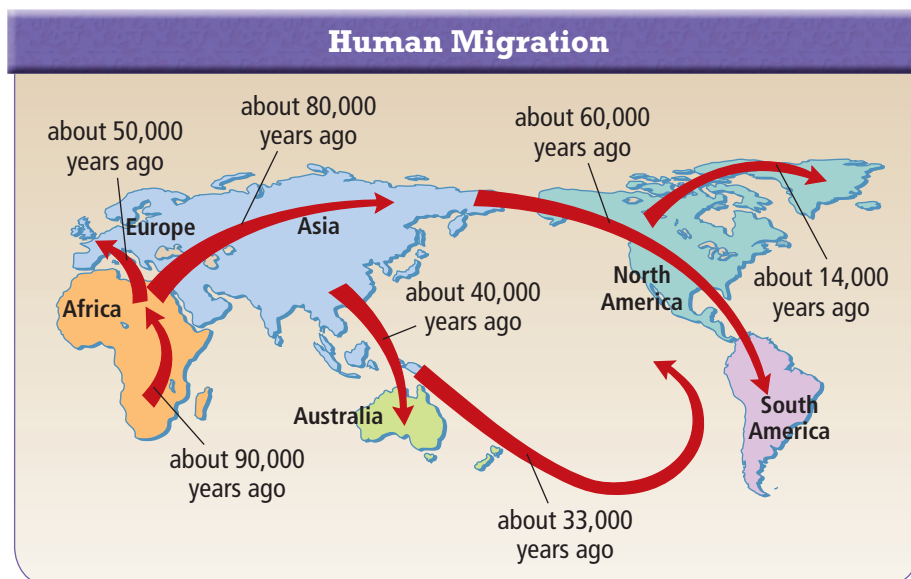 Human Migration
about 50,000
years ago
about 80,000
years ago
about 60,000
years ago
Europe
Asia
Africa
about 40,000
years ago
North
America
about 14,000
years ago
Australia
South
America
about 90,000
years ago
about 33,000
years ago